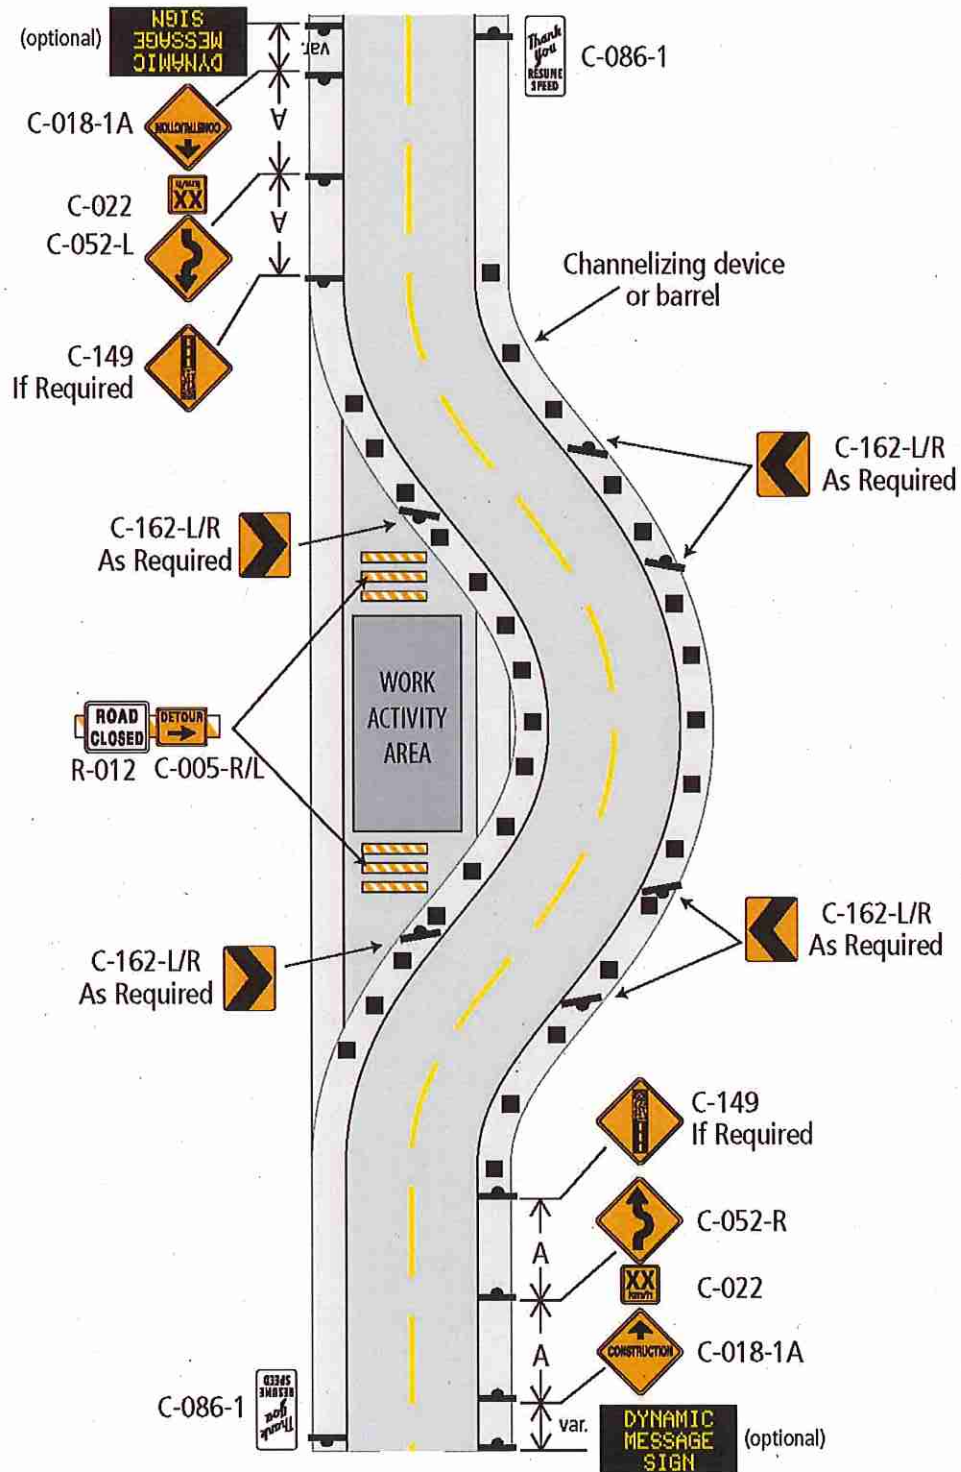 (optional)
DYNAMIC
MESSAGE
SIGN
var.
Thank
you
RESUME
SPEED
C-086-1
C-018-1A
CONSTRUCTION
A
C-022
XX
km/h
C-052-L
A
C-149
If Required
Channelizing device
or barrel
C-162-L/R
As Required
C-162-L/R
As Required
WORK
ACTIVITY
AREA
ROAD
CLOSED
DETOUR
R-012
C-005-R/L
C-162-L/R
As Required
C-162-L/R
As Required
C-149
If Required
A
C-052-R
XX
km/h
C-022
A
CONSTRUCTION
C-018-1A
C-086-1
Thank
you
RESUME
SPEED
var.
DYNAMIC
MESSAGE
SIGN
(optional)